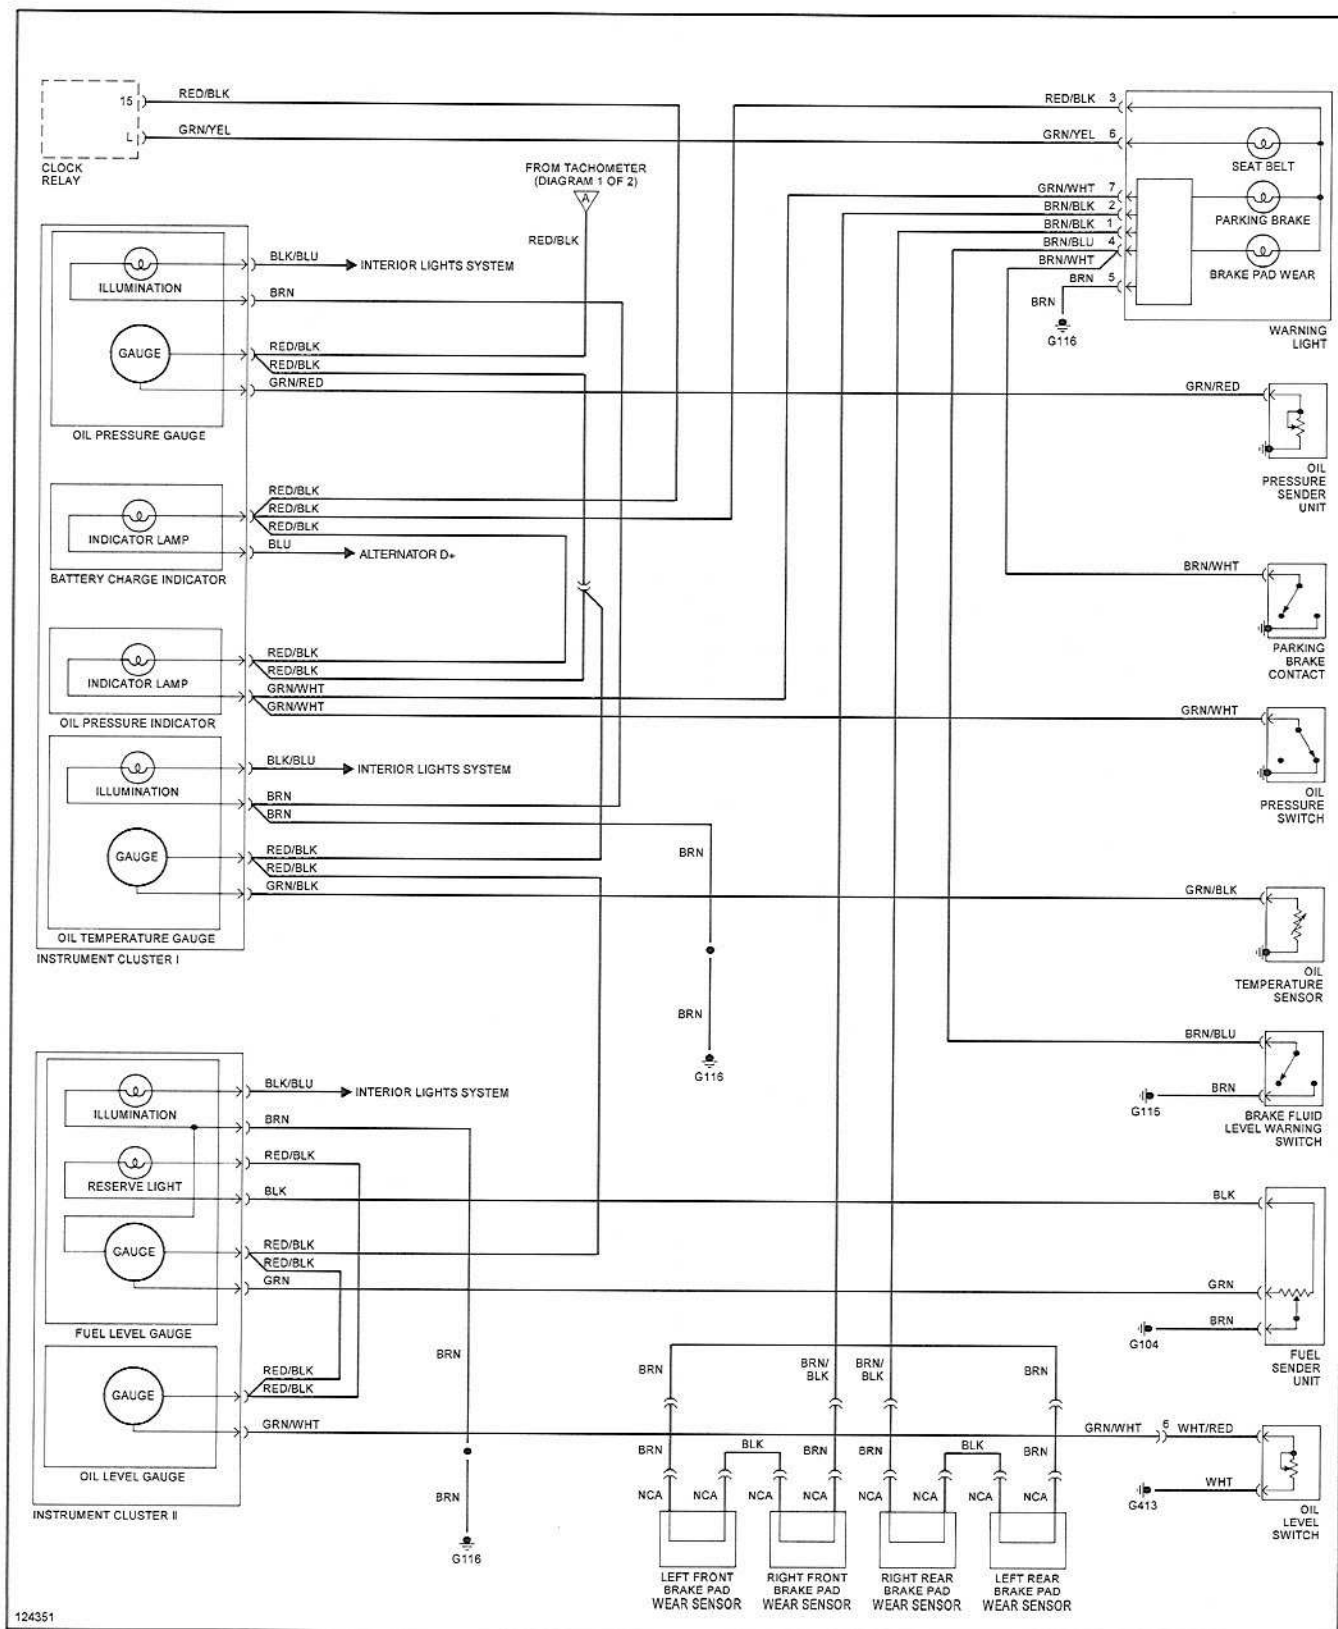 15
RED/BLK
L
GRN/YEL
CLOCK
RELAY
FROM TACHOMETER
(DIAGRAM 1 OF 2)
A
RED/BLK
RED/BLK 3
GRN/YEL 6
SEAT BELT
GRN/WHT 7
BRN/BLK 2
PARKING BRAKE
BRN/BLK 1
BRN/BLU 4
BRN/WHT
BRAKE PAD WEAR
BRN 5
BRN
G116
WARNING
LIGHT
BLK/BLU
INTERIOR LIGHTS SYSTEM
ILLUMINATION
BRN
GAUGE
RED/BLK
RED/BLK
GRN/RED
OIL PRESSURE GAUGE
GRN/RED
OIL
PRESSURE
SENDER
UNIT
RED/BLK
RED/BLK
RED/BLK
INDICATOR LAMP
BLU
ALTERNATOR D+
BATTERY CHARGE INDICATOR
BRN/WHT
PARKING
BRAKE
CONTACT
RED/BLK
RED/BLK
INDICATOR LAMP
GRN/WHT
GRN/WHT
OIL PRESSURE INDICATOR
GRN/WHT
OIL
PRESSURE
SWITCH
BLK/BLU
INTERIOR LIGHTS SYSTEM
ILLUMINATION
BRN
BRN
BRN
GAUGE
RED/BLK
RED/BLK
GRN/BLK
OIL TEMPERATURE GAUGE
INSTRUMENT CLUSTER I
GRN/BLK
OIL
TEMPERATURE
SENSOR
BRN
G116
BRN/BLU
BRN
G115
BRAKE FLUID
LEVEL WARNING
SWITCH
BLK/BLU
INTERIOR LIGHTS SYSTEM
ILLUMINATION
BRN
RED/BLK
RESERVE LIGHT
BLK
BLK
GAUGE
RED/BLK
RED/BLK
GRN
GRN
BRN
G104
FUEL
SENDER
UNIT
FUEL LEVEL GAUGE
BRN
BRN
BRN/
BLK
BRN/
BLK
BRN
GAUGE
RED/BLK
RED/BLK
GRN/WHT
OIL LEVEL GAUGE
INSTRUMENT CLUSTER II
GRN/WHT
6
WHT/RED
WHT
G413
OIL
LEVEL
SWITCH
BRN
BLK
BRN
BRN
BLK
BRN
BRN
NCA
NCA
NCA
NCA
NCA
NCA
NCA
NCA
G116
LEFT FRONT
BRAKE PAD
WEAR SENSOR
RIGHT FRONT
BRAKE PAD
WEAR SENSOR
RIGHT REAR
BRAKE PAD
WEAR SENSOR
LEFT REAR
BRAKE PAD
WEAR SENSOR
124351